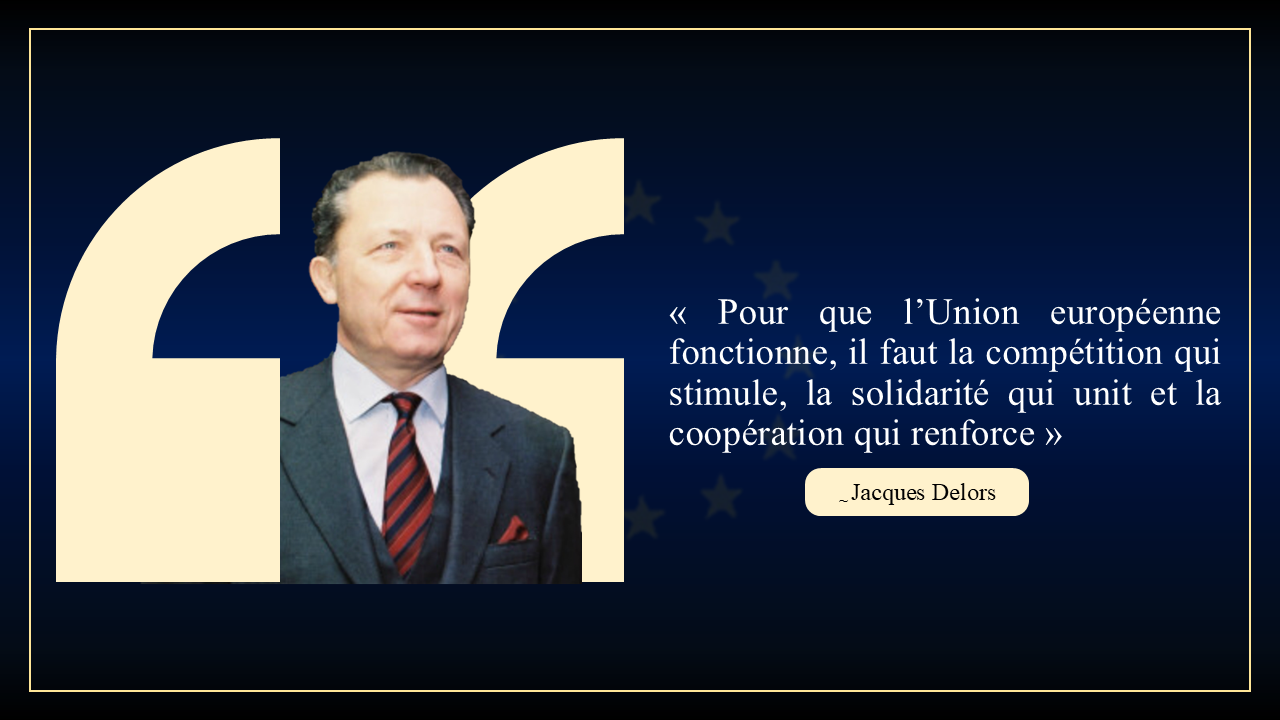 « Pour que l’Union européenne
fonctionne, il faut la compétition qui
stimule, la solidarité qui unit et la
coopération qui renforce »
~Jacques Delors